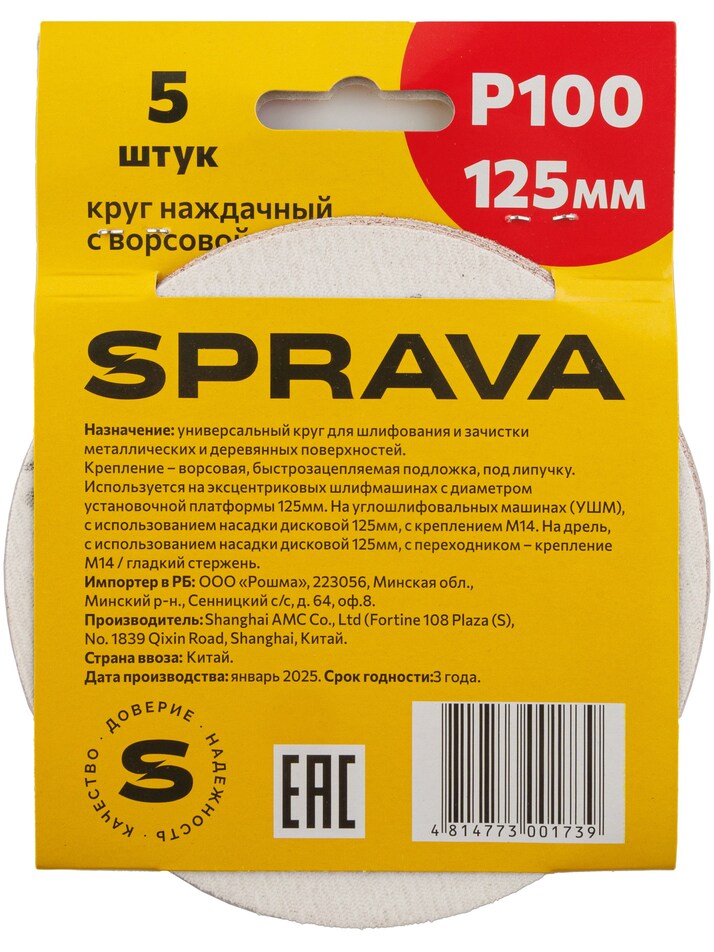 5
штук
P100
125мм
круг наждачный
с ворсовой
SPRAVA
Назначение: универсальный круг для шлифования и зачистки
металлических и деревянных поверхностей.
Крепление – ворсовая, быстрозацепляемая подложка, под липучку.
Используется на эксцентриковых шлифмашинах с диаметром
установочной платформы 125мм. На углошлифовальных машинах (УШМ),
с использованием насадки дисковой 125мм, с креплением М14. На дрель,
с использованием насадки дисковой 125мм, с переходником – крепление
М14 / гладкий стержень.
Импортер в РБ: ООО «Рошма», 223056, Минская обл.,
Минский р-н., Сенницкий с/с, д. 64, оф.8.
Производитель: Shanghai AMC Co., Ltd (Fortine 108 Plaza (S),
No. 1839 Qixin Road, Shanghai, Китай.
Страна ввоза: Китай.
Дата производства: январь 2025. Срок годности:3 года.
КАЧЕСТВО · ДОВЕРИЕ · НАДЕЖНОСТЬ ·
S
EAC
4 814773 001739